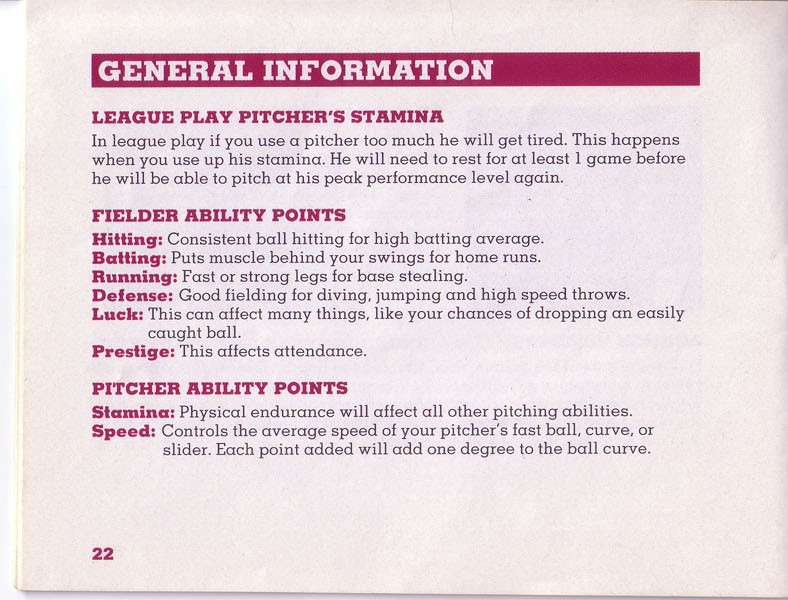 GENERAL INFORMATION
LEAGUE PLAY PITCHER'S STAMINA
In league play if you use a pitcher too much he will get tired. This happens
when you use up his stamina. He will need to rest for at least 1 game before
he will be able to pitch at his peak performance level again.
FIELDER ABILITY POINTS
Hitting: Consistent ball hitting for high batting average.
Batting: Puts muscle behind your swings for home runs.
Running: Fast or strong legs for base stealing.
Defense: Good fielding for diving, jumping and high speed throws.
Luck: This can affect many things, like your chances of dropping an easily
caught ball.
Prestige: This affects attendance.
PITCHER ABILITY POINTS
Stamina: Physical endurance will affect all other pitching abilities.
Speed: Controls the average speed of your pitcher's fast ball, curve, or
slider. Each point added will add one degree to the ball curve.
22